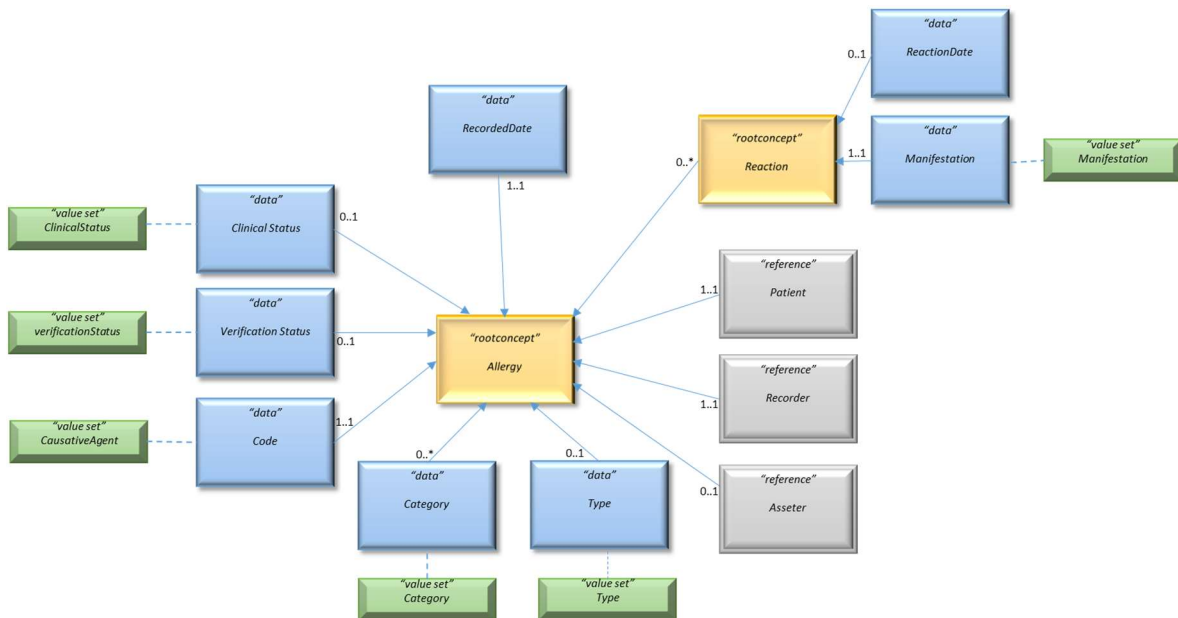 “data”
ReactionDate
0..1
“data”
RecordedDate
1..1
“rootconcept”
Reaction
0..*
“data”
Manifestation
1..1
“value set”
Manifestation
“value set”
ClinicalStatus
“data”
Clinical Status
0..1
“reference”
Patient
1..1
“value set”
verificationStatus
“data”
Verification Status
0..1
“rootconcept”
Allergy
“reference”
Recorder
1..1
“value set”
CausativeAgent
“data”
Code
1..1
0..*
“data”
Category
0..1
“data”
Type
“reference”
Asseter
0..1
“value set”
Category
“value set”
Type